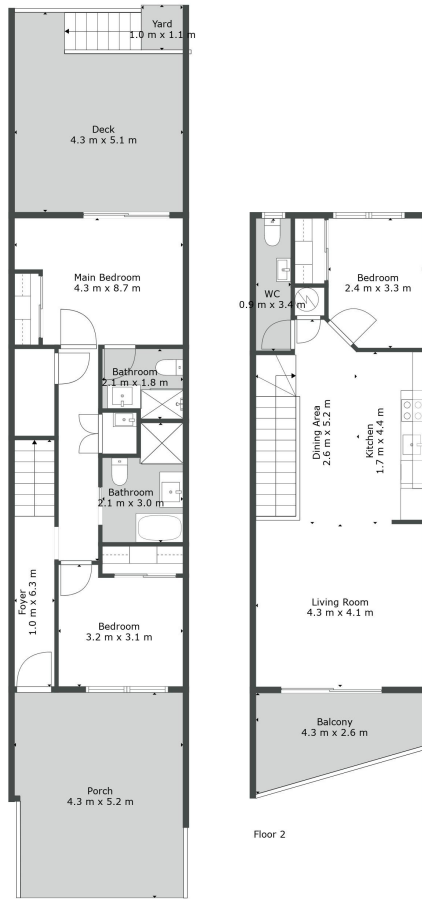 Yard
1.0 m x 1.1 m
Deck
4.3 m x 5.1 m
Main Bedroom
4.3 m x 8.7 m
Bathroom
2.1 m x 1.8 m
Bathroom
2.1 m x 3.0 m
Foyer
1.0 m x 6.3 m
Bedroom
3.2 m x 3.1 m
Porch
4.3 m x 5.2 m
WC
0.9 m x 3.4 m
Bedroom
2.4 m x 3.3 m
Dining Area
2.6 m x 5.2 m
Kitchen
1.7 m x 4.4 m
Living Room
4.3 m x 4.1 m
Balcony
4.3 m x 2.6 m
Floor 2